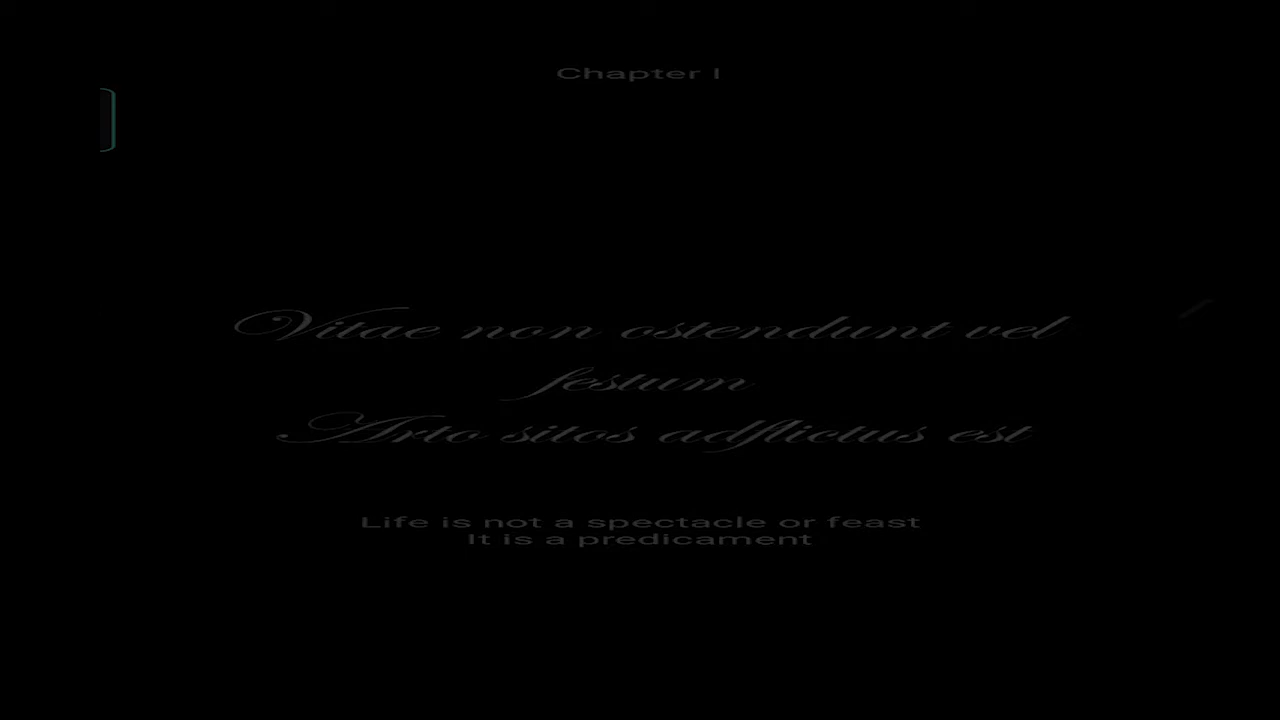 Chapter I
Vitae non ostendunt vel
festum
Arto sitos adflictus est
Life is not a spectacle or feast
It is a predicament